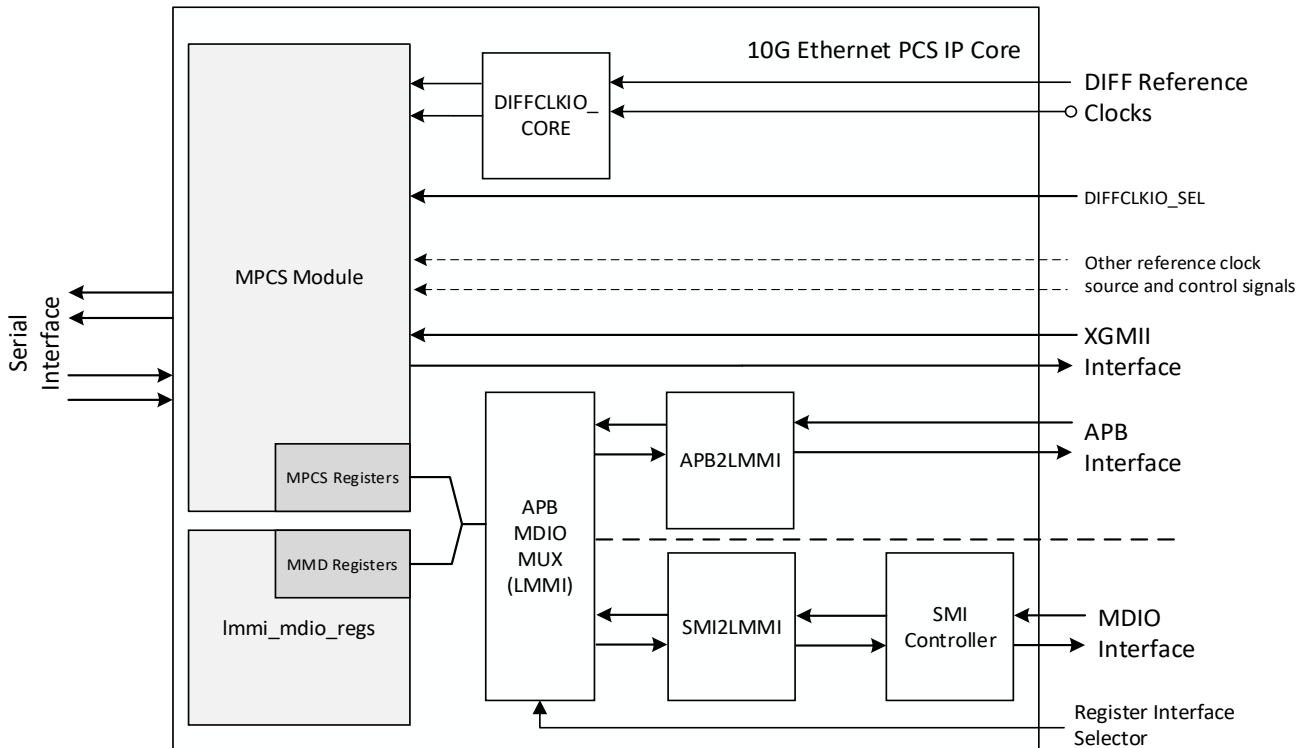 10G Ethernet PCS IP Core
DIFFCLKIO_
CORE
DIFF Reference
Clocks
DIFFCLKIO_SEL
MPCS Module
Other reference clock
source and control signals
Serial
Interface
XGMII
Interface
MPCS Registers
APB
MDIO
MUX
(LMMI)
APB2LMMI
APB
Interface
MMD Registers
lmmi_mdio_regs
SMI2LMMI
SMI
Controller
MDIO
Interface
Register Interface
Selector